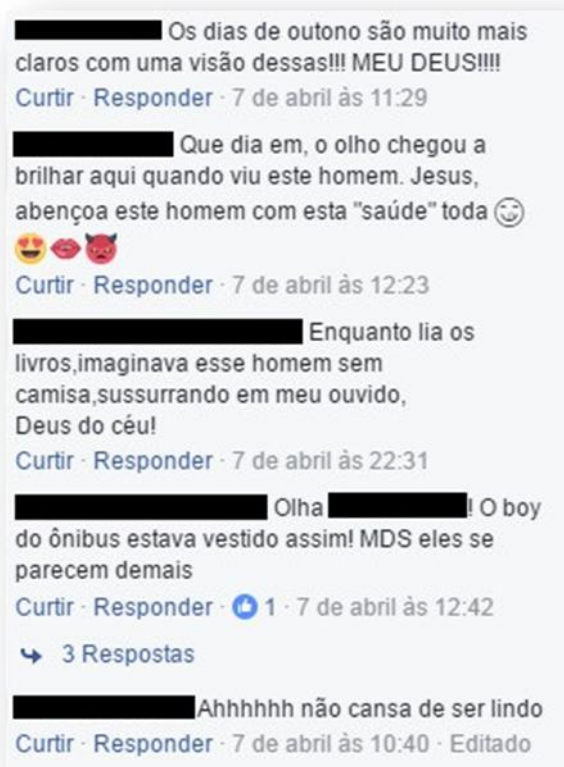 Os dias de outono são muito mais
claros com uma visão dessas!!! MEU DEUS!!!!
Curtir · Responder · 7 de abril às 11:29
Que dia em, o olho chegou a
brilhar aqui quando viu este homem. Jesus,
abençoa este homem com esta "saúde" toda
Curtir · Responder · 7 de abril às 12:23
Enquanto lia os
livros,imaginava esse homem sem
camisa,sussurrando em meu ouvido,
Deus do céu!
Curtir · Responder · 7 de abril às 22:31
Olha ! O boy
do ônibus estava vestido assim! MDS eles se
parecem demais
Curtir · Responder · 1 · 7 de abril às 12:42
3 Respostas
Ahhhhhh não cansa de ser lindo
Curtir · Responder · 7 de abril às 10:40 · Editado